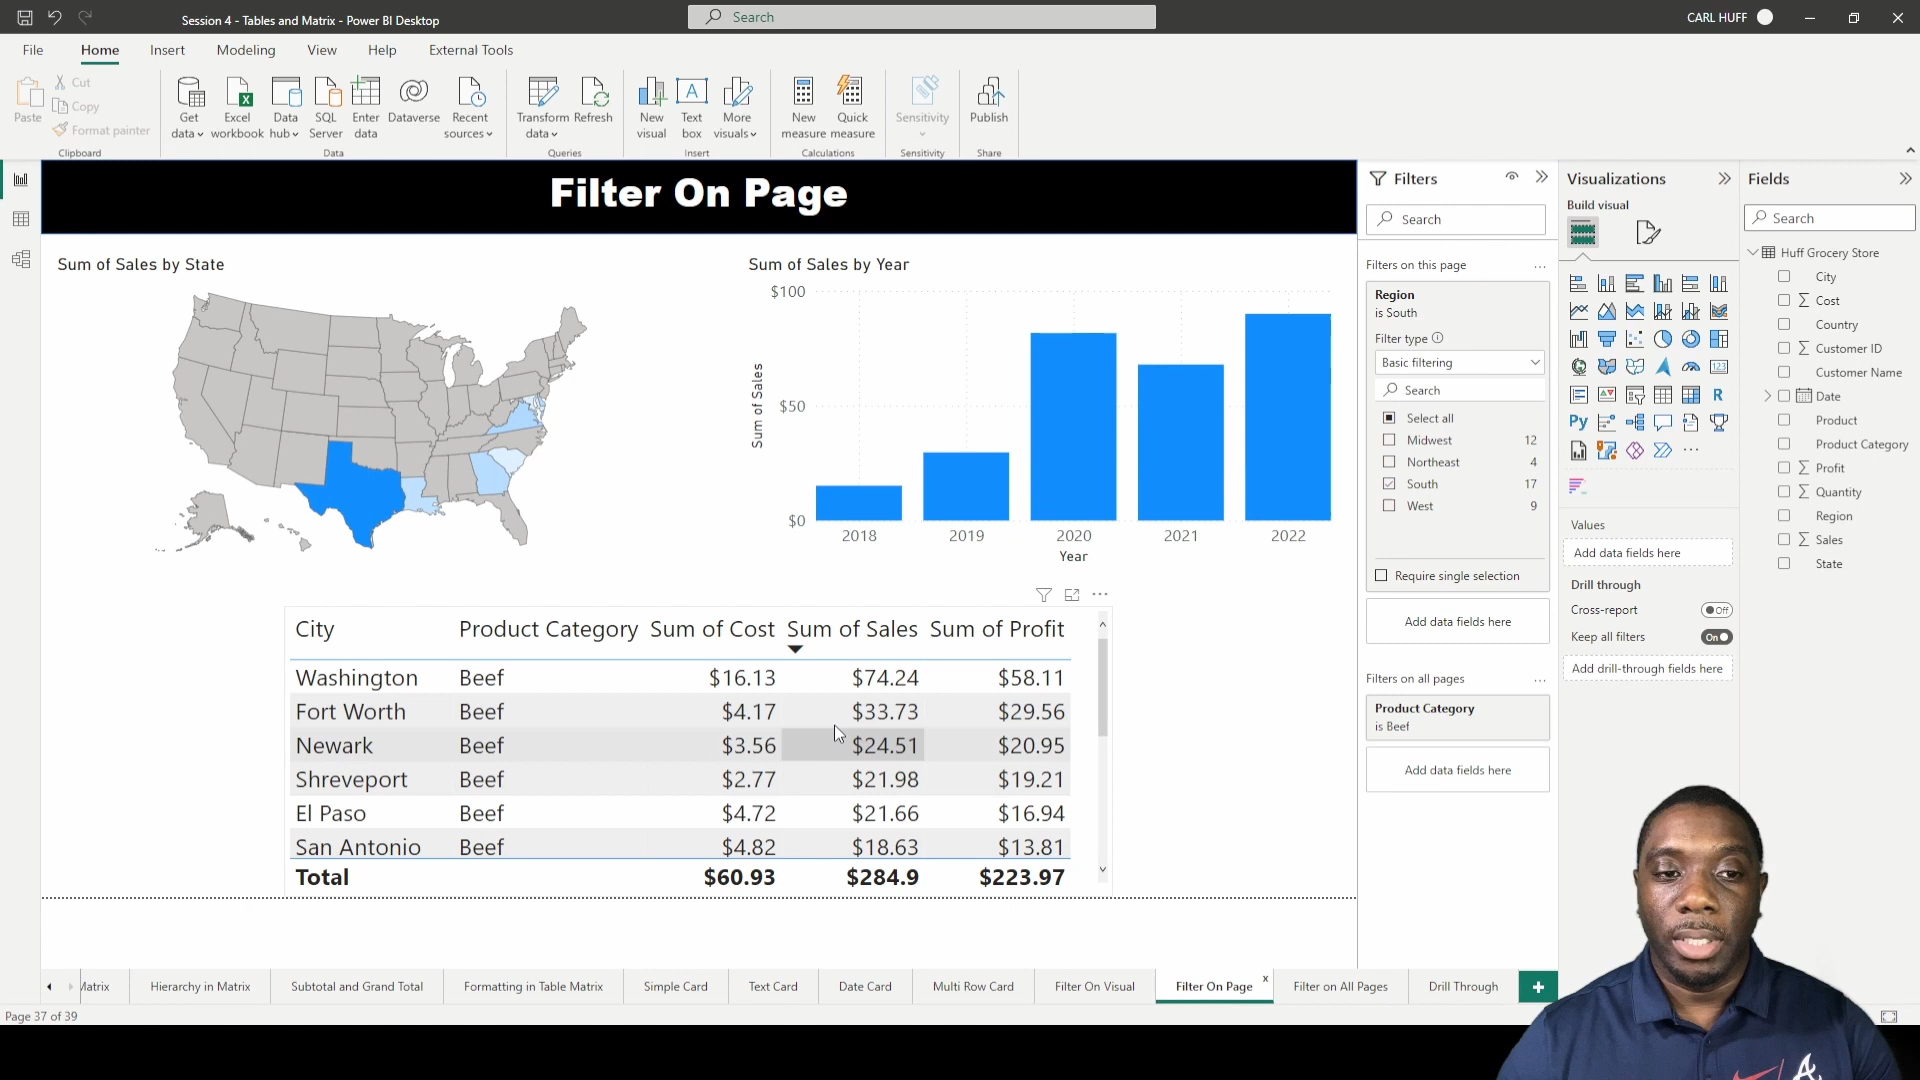 Session 4 - Tables and Matrix - Power BI Desktop
Search
CARL HUFF
File
Home
Insert
Modeling
View
Help
External Tools
Paste
Cut
Copy
Format painter
Clipboard
Get data
Excel workbook
Data hub
SQL Server
Enter data
Dataverse
Recent sources
Data
Transform data
Refresh
Queries
New visual
Text box
More visuals
Insert
New measure
Quick measure
Calculations
Sensitivity
Sensitivity
Publish
Share
Filter On Page
Sum of Sales by State
Sum of Sales by Year
Sum of Sales
$100
$50
$0
2018 2019 2020 2021 2022
Year
City Product Category Sum of Cost Sum of Sales Sum of Profit
Washington Beef $16.13 $74.24 $58.11
Fort Worth Beef $4.17 $33.73 $29.56
Newark Beef $3.56 $24.51 $20.95
Shreveport Beef $2.77 $21.98 $19.21
El Paso Beef $4.72 $21.66 $16.94
San Antonio Beef $4.82 $18.63 $13.81
Total $60.93 $284.9 $223.97
Filters
Search
Filters on this page
Region
is South
Filter type
Basic filtering
Search
Select all
Midwest 12
Northeast 4
South 17
West 9
Require single selection
Add data fields here
Filters on all pages
Product Category
is Beef
Add data fields here
Visualizations
Build visual
123
R
Py
Values
Add data fields here
Drill through
Cross-report Off
Keep all filters On
Add drill-through fields here
Fields
Search
Huff Grocery Store
City
Σ Cost
Country
Σ Customer ID
Customer Name
Date
Product
Product Category
Σ Profit
Σ Quantity
Region
Σ Sales
State
Matrix
Hierarchy in Matrix
Subtotal and Grand Total
Formatting in Table Matrix
Simple Card
Text Card
Date Card
Multi Row Card
Filter On Visual
Filter On Page
Filter on All Pages
Drill Through
Page 37 of 39